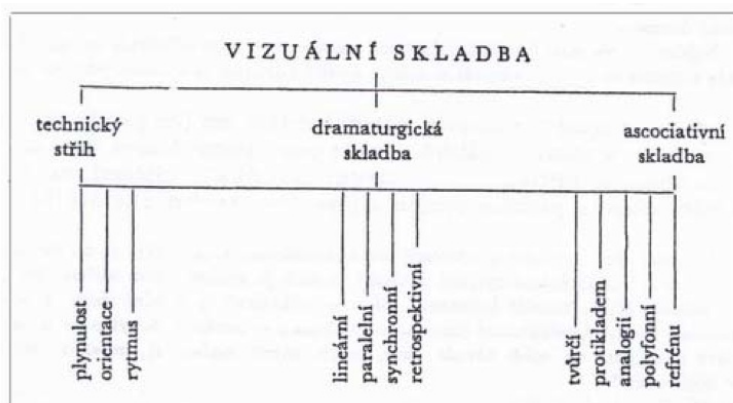 VIZUÁLNÍ SKLADBA
technický
střih
dramaturgická
skladba
ascociativní
skladba
plynulost
orientace
rytmus
lineární
paralelní
synchronní
retrospektivní
tvůrčí
protikladem
analogií
polyfonní
refrénu